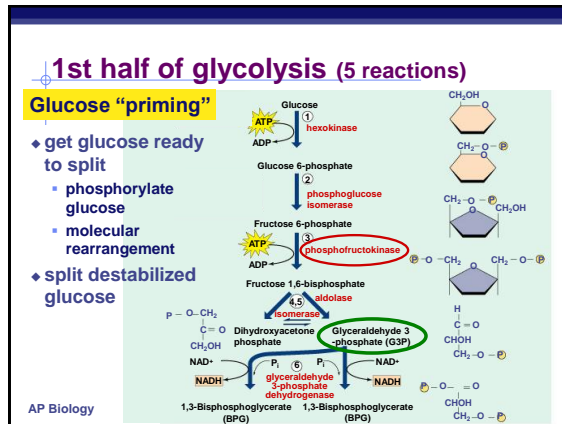 1st half of glycolysis (5 reactions)
Glucose “priming”
◆ get glucose ready
to split
▪ phosphorylate
glucose
▪ molecular
rearrangement
◆ split destabilized
glucose
Glucose
ATP
1
hexokinase
ADP
Glucose 6-phosphate
2
phosphoglucose
isomerase
Fructose 6-phosphate
ATP
3
phosphofructokinase
ADP
Fructose 1,6-bisphosphate
4,5
aldolase
isomerase
Dihydroxyacetone
phosphate
Glyceraldehyde 3
-phosphate (G3P)
NAD+
Pi
6
Pi
NAD+
NADH
glyceraldehyde
3-phosphate
dehydrogenase
NADH
1,3-Bisphosphoglycerate
(BPG)
1,3-Bisphosphoglycerate
(BPG)
P – O – CH2
C = O
CH2OH
CH2OH
O
CH2 – O – P
O
CH2 – O – P
O
CH2OH
P – O – CH2
CH2 – O – P
O
H
C = O
CHOH
CH2 – O – P
P – O – = O
CHOH
CH2 – O – P
AP Biology